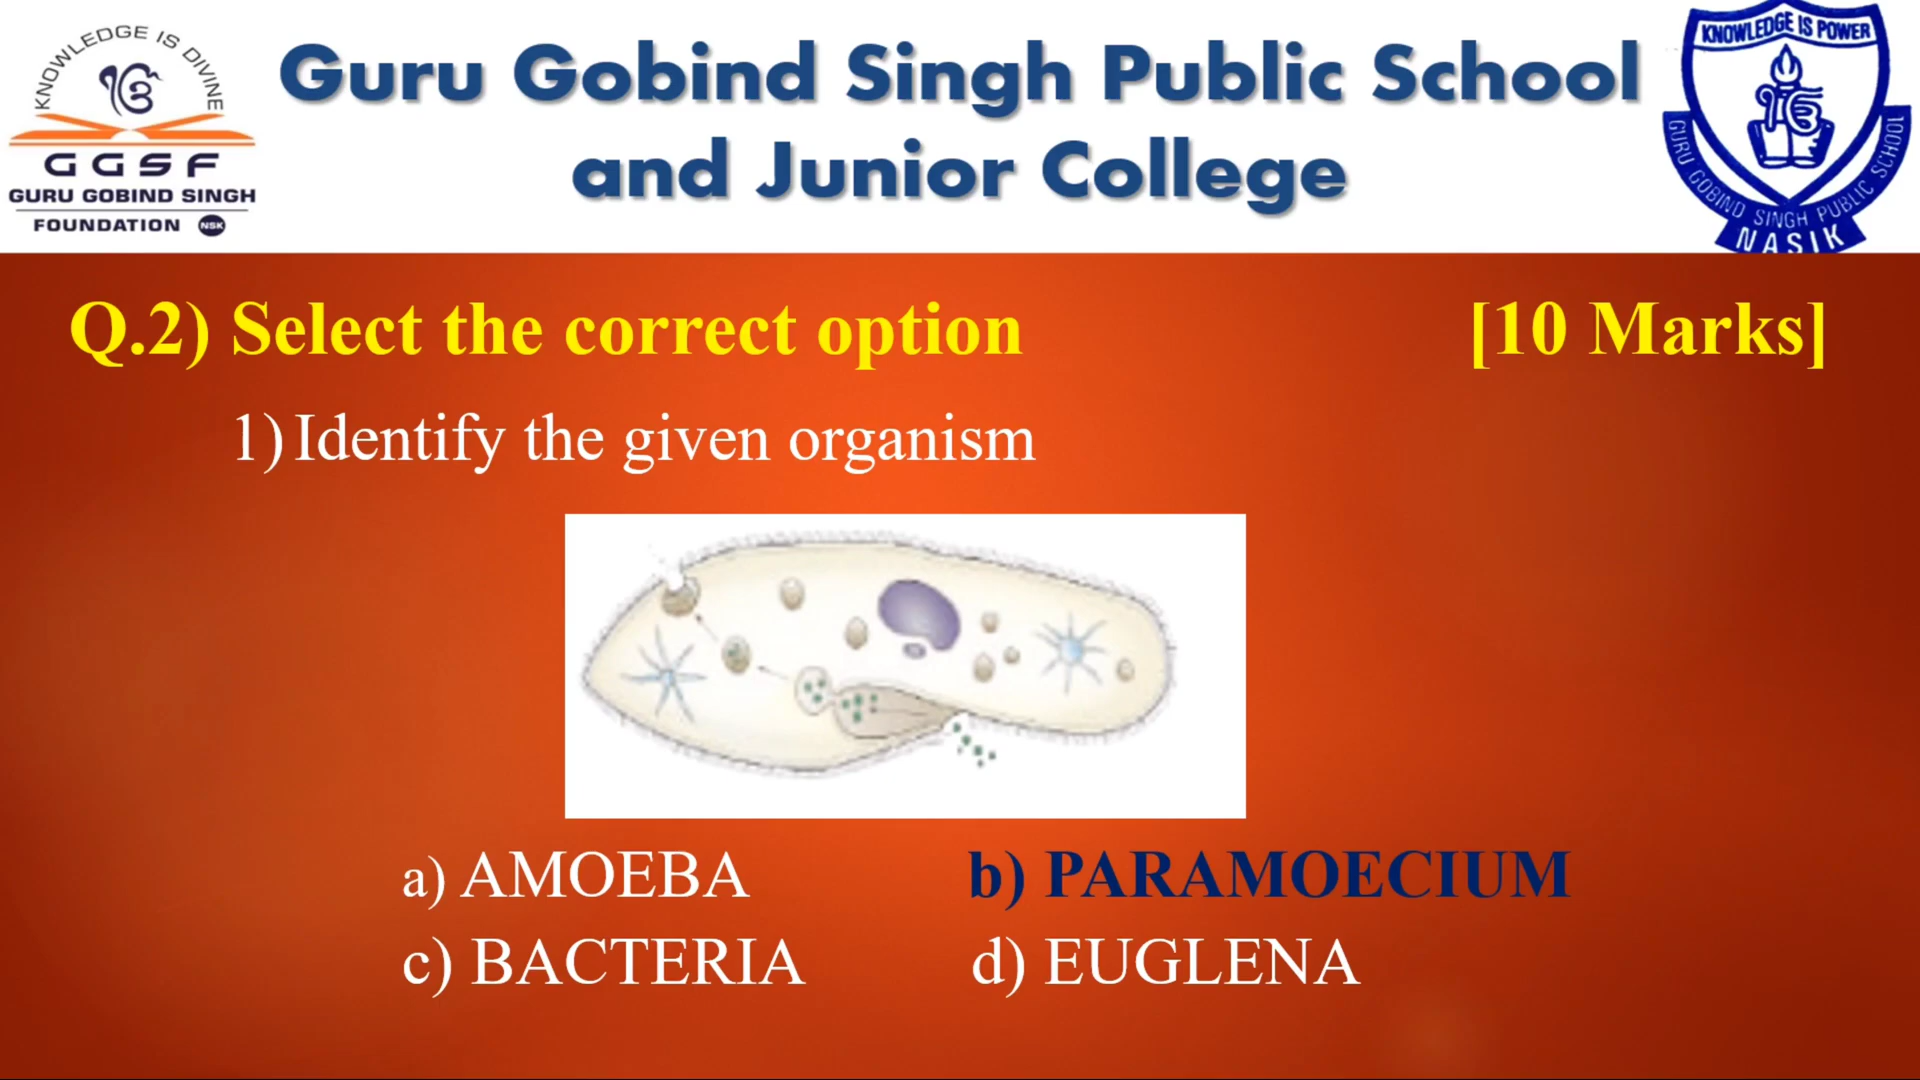 KNOWLEDGE IS DIVINE
GGSF
GURU GOBIND SINGH
FOUNDATION NSK
Guru Gobind Singh Public School
and Junior College
KNOWLEDGE IS POWER
GURU GOBIND SINGH PUBLIC SCHOOL
NASIK
Q.2) Select the correct option [10 Marks]
1) Identify the given organism
a) AMOEBA b) PARAMOECIUM
c) BACTERIA d) EUGLENA